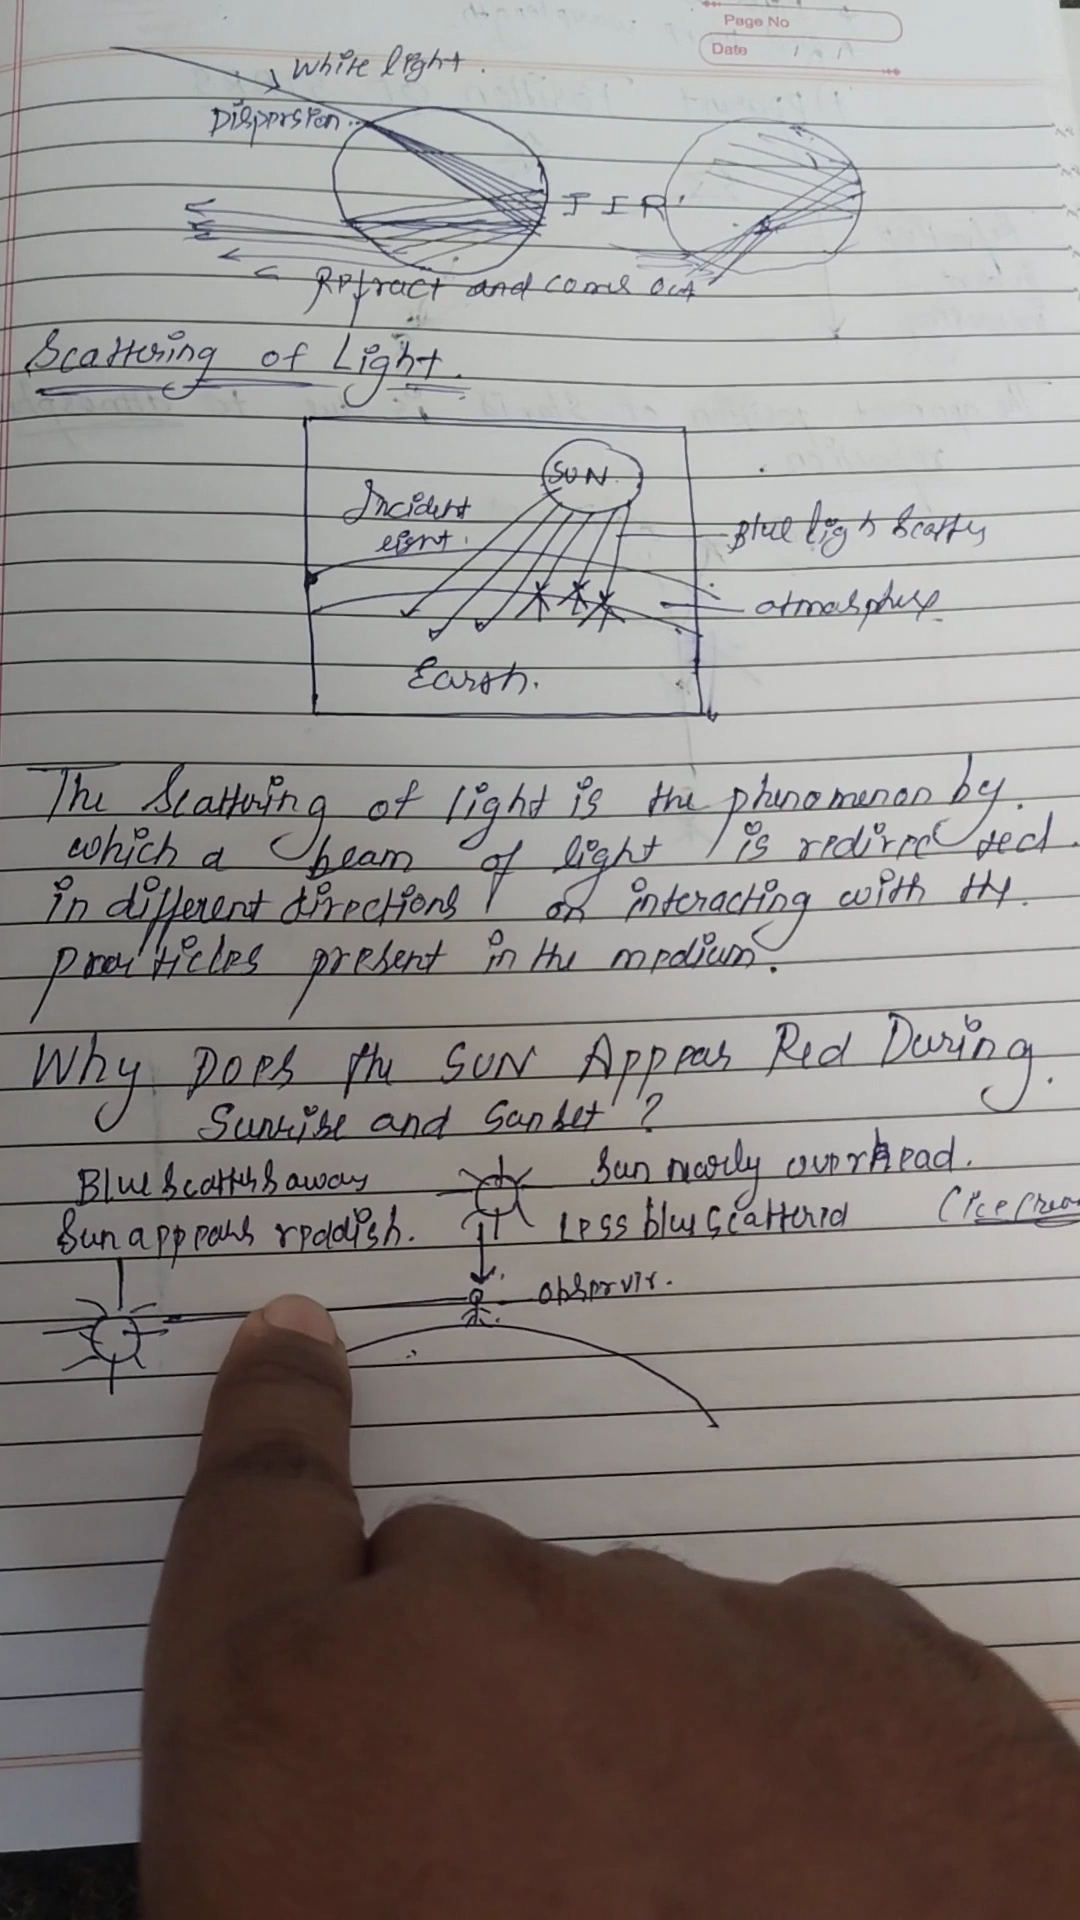 Page No
Date / /
White light.
Dispersion.
T I R
Refract and comes out
Scattering of Light.
SUN
Incident
light.
Blue light Scatters
atmosphere
Earth.
The Scattering of light is the phenomenon by
which a beam of light is redirected
in different directions on interacting with the
particles present in the medium.
Why Does the SUN Appear Red During
Sunrise and Sunset?
Blue Scatters away
Sun appears reddish.
Sun nearly overhead.
Less blue scattered
observer.